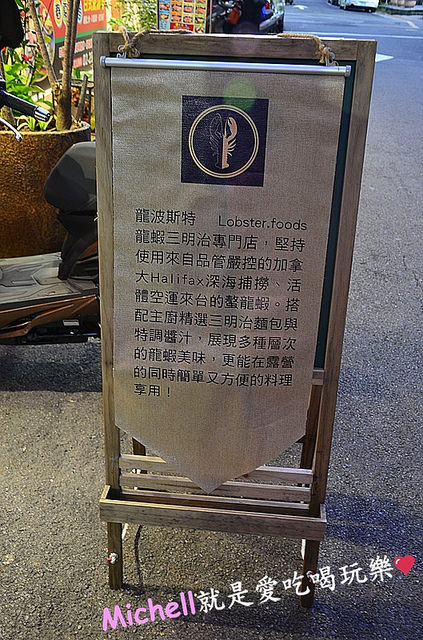 龍波斯特 Lobster.foods
龍蝦三明治專門店，堅持
使用來自品管嚴控的加拿
大Halifax深海捕撈、活
體空運來台的螯龍蝦。搭
配主廚精選三明治麵包與
特調醬汁，展現多種層次
的龍蝦美味，更能在露營
的同時簡單又方便的料理
享用！
Michell就是愛吃喝玩樂